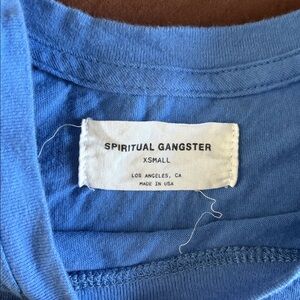 SPIRITUAL GANGSTER
XSMALL
LOS ANGELES, CA
MADE IN USA